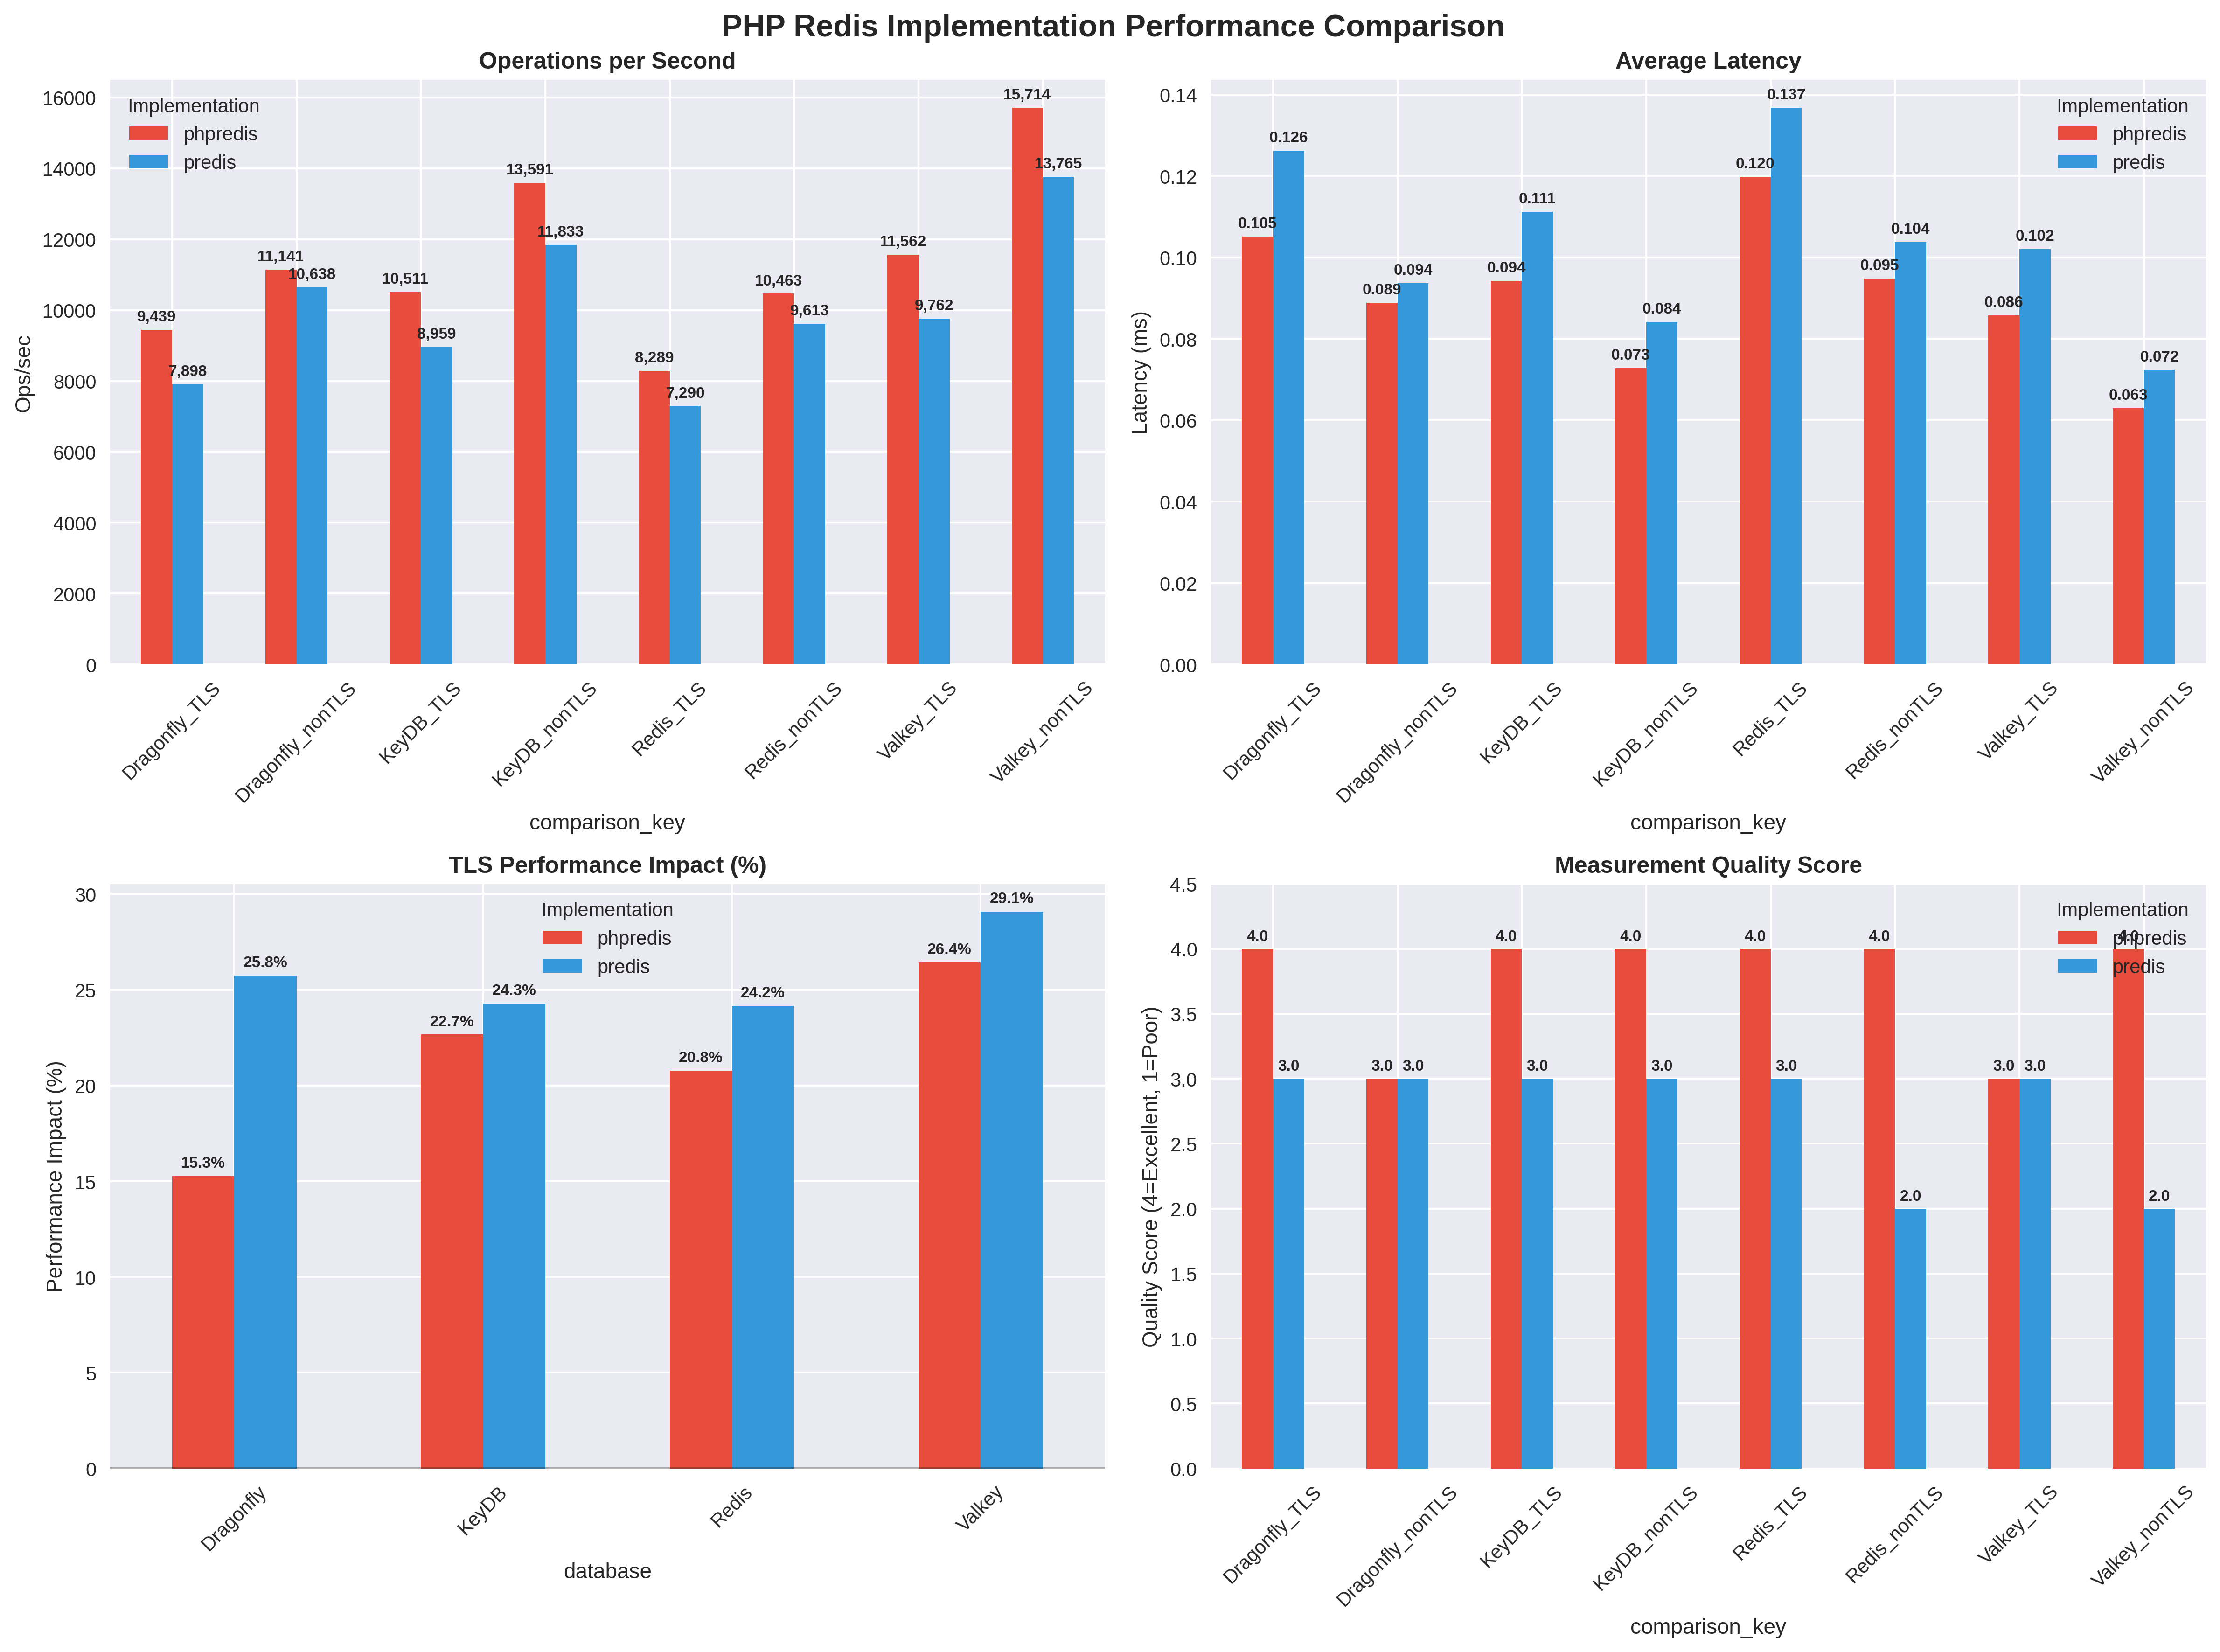 PHP Redis Implementation Performance Comparison
Operations per Second
Ops/sec
16000
14000
12000
10000
8000
6000
4000
2000
0
Implementation
phpredis
predis
9,439
7,898
11,141
10,638
10,511
8,959
13,591
11,833
8,289
7,290
10,463
9,613
11,562
9,762
15,714
13,765
Dragonfly_TLS
Dragonfly_nonTLS
KeyDB_TLS
KeyDB_nonTLS
Redis_TLS
Redis_nonTLS
Valkey_TLS
Valkey_nonTLS
comparison_key
Average Latency
Latency (ms)
0.14
0.12
0.10
0.08
0.06
0.04
0.02
0.00
Implementation
phpredis
predis
0.105
0.126
0.089
0.094
0.094
0.111
0.073
0.084
0.120
0.137
0.095
0.104
0.086
0.102
0.063
0.072
Dragonfly_TLS
Dragonfly_nonTLS
KeyDB_TLS
KeyDB_nonTLS
Redis_TLS
Redis_nonTLS
Valkey_TLS
Valkey_nonTLS
comparison_key
TLS Performance Impact (%)
Performance Impact (%)
30
25
20
15
10
5
0
Implementation
phpredis
predis
15.3%
25.8%
22.7%
24.3%
20.8%
24.2%
26.4%
29.1%
Dragonfly
KeyDB
Redis
Valkey
database
Measurement Quality Score
Quality Score (4=Excellent, 1=Poor)
4.5
4.0
3.5
3.0
2.5
2.0
1.5
1.0
0.5
0.0
Implementation
phpredis
predis
4.0
3.0
3.0
3.0
4.0
3.0
4.0
3.0
4.0
3.0
4.0
2.0
3.0
3.0
4.0
2.0
Dragonfly_TLS
Dragonfly_nonTLS
KeyDB_TLS
KeyDB_nonTLS
Redis_TLS
Redis_nonTLS
Valkey_TLS
Valkey_nonTLS
comparison_key